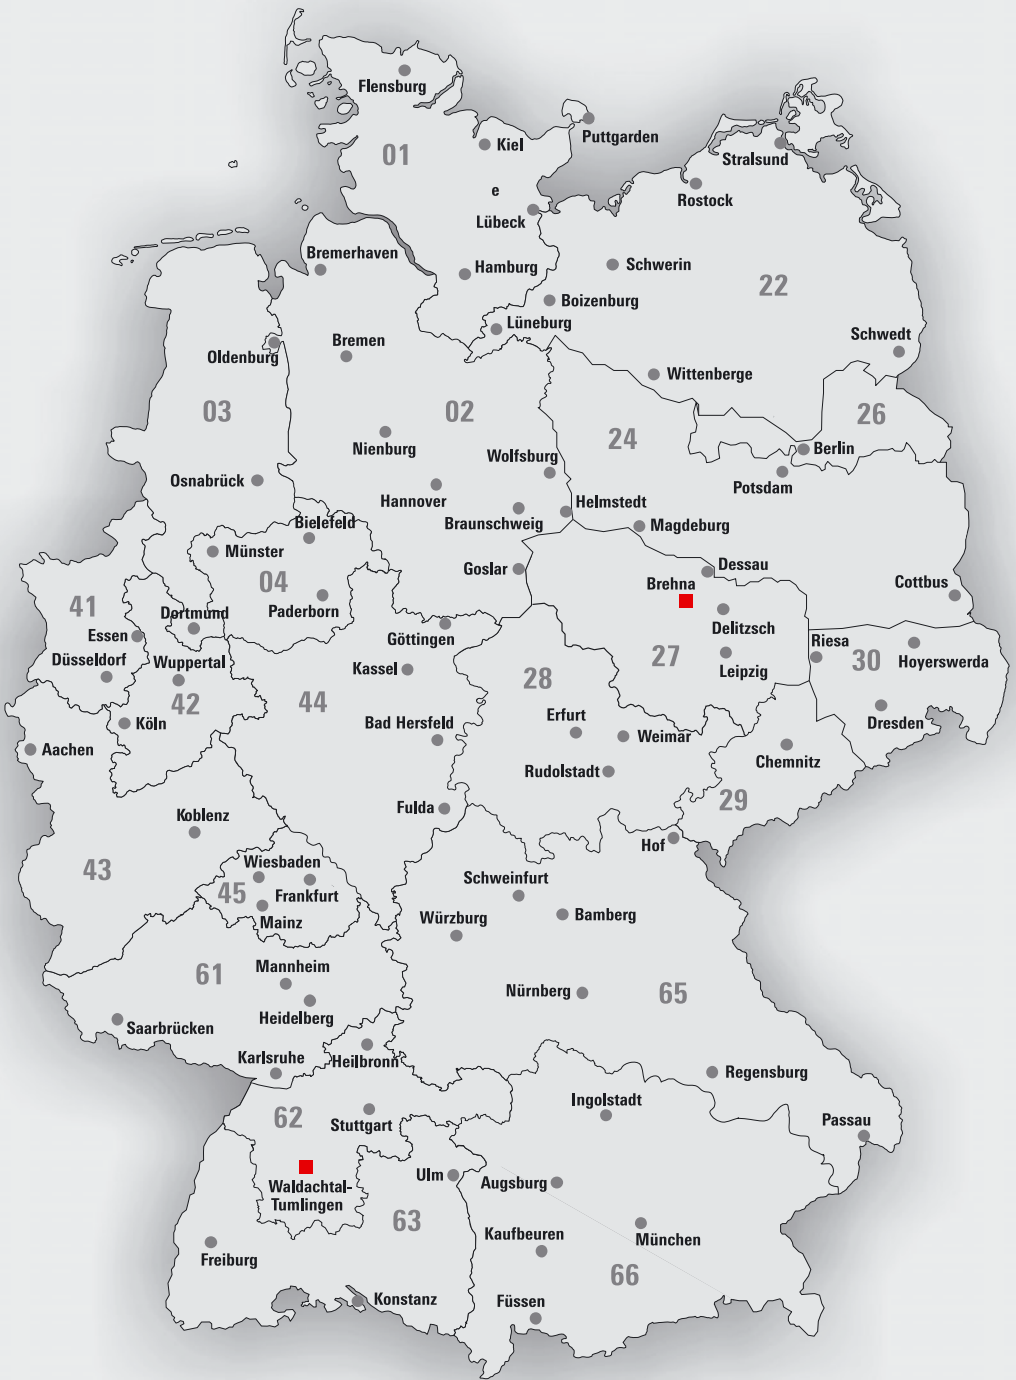 Flensburg
Puttgarden
01
Kiel
Stralsund
e
Rostock
Lübeck
Bremerhaven
Hamburg
Schwerin
22
Boizenburg
Lüneburg
Schwedt
Oldenburg
Bremen
Wittenberge
03
02
26
24
Nienburg
Berlin
Wolfsburg
Osnabrück
Potsdam
Hannover
Helmstedt
Braunschweig
Magdeburg
Bielefeld
Münster
Goslar
Dessau
04
Brehna
Cottbus
41
Paderborn
Dortmund
Delitzsch
Essen
Göttingen
Riesa
Düsseldorf
Wuppertal
Kassel
27
Leipzig
30
Hoyerswerda
28
42
44
Köln
Erfurt
Dresden
Bad Hersfeld
Weimar
Aachen
Chemnitz
Rudolstadt
29
Koblenz
Fulda
Hof
43
Wiesbaden
Schweinfurt
45
Frankfurt
Mainz
Würzburg
Bamberg
61
Mannheim
Nürnberg
65
Heidelberg
Saarbrücken
Karlsruhe
Heilbronn
Regensburg
62
Ingolstadt
Stuttgart
Passau
Ulm
Augsburg
Waldachtal-
Tumlingen
63
Kaufbeuren
München
Freiburg
66
Konstanz
Füssen